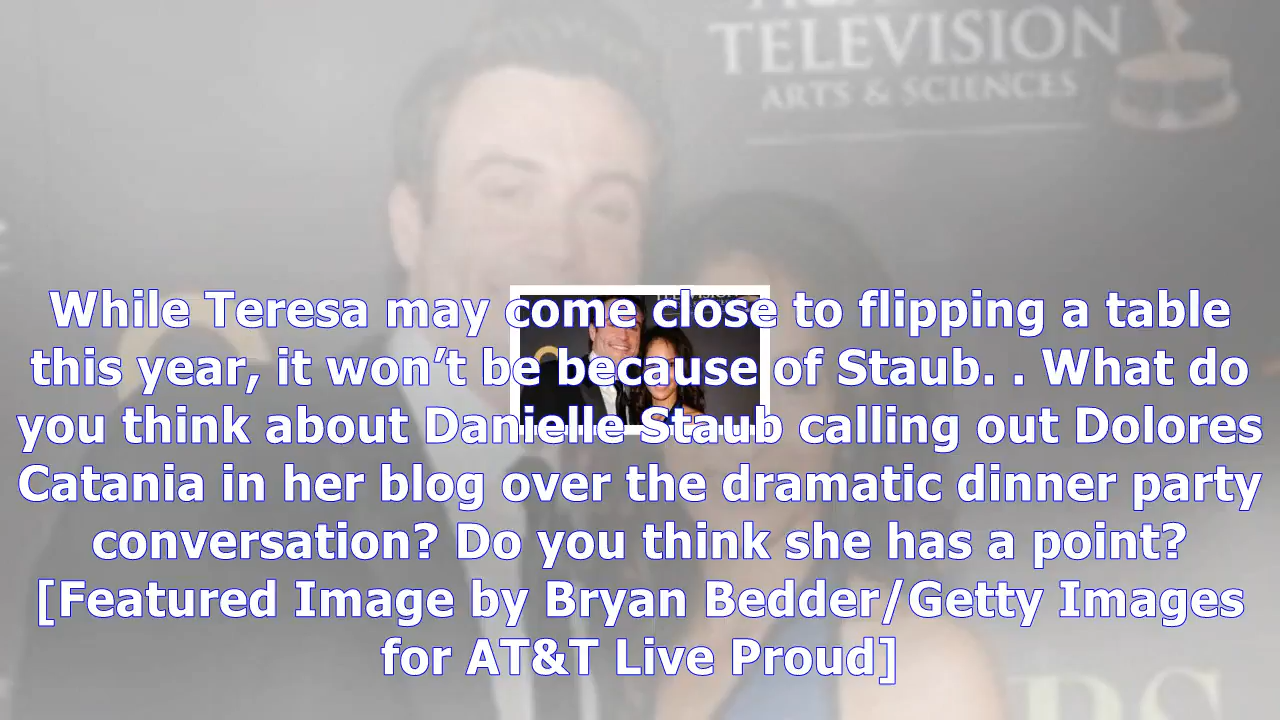 TELEVISION
ARTS & SCIENCES
While Teresa may come close to flipping a table
this year, it won’t be because of Staub. . What do
you think about Danielle Staub calling out Dolores
Catania in her blog over the dramatic dinner party
conversation? Do you think she has a point?
[Featured Image by Bryan Bedder/Getty Images
for AT&T Live Proud]